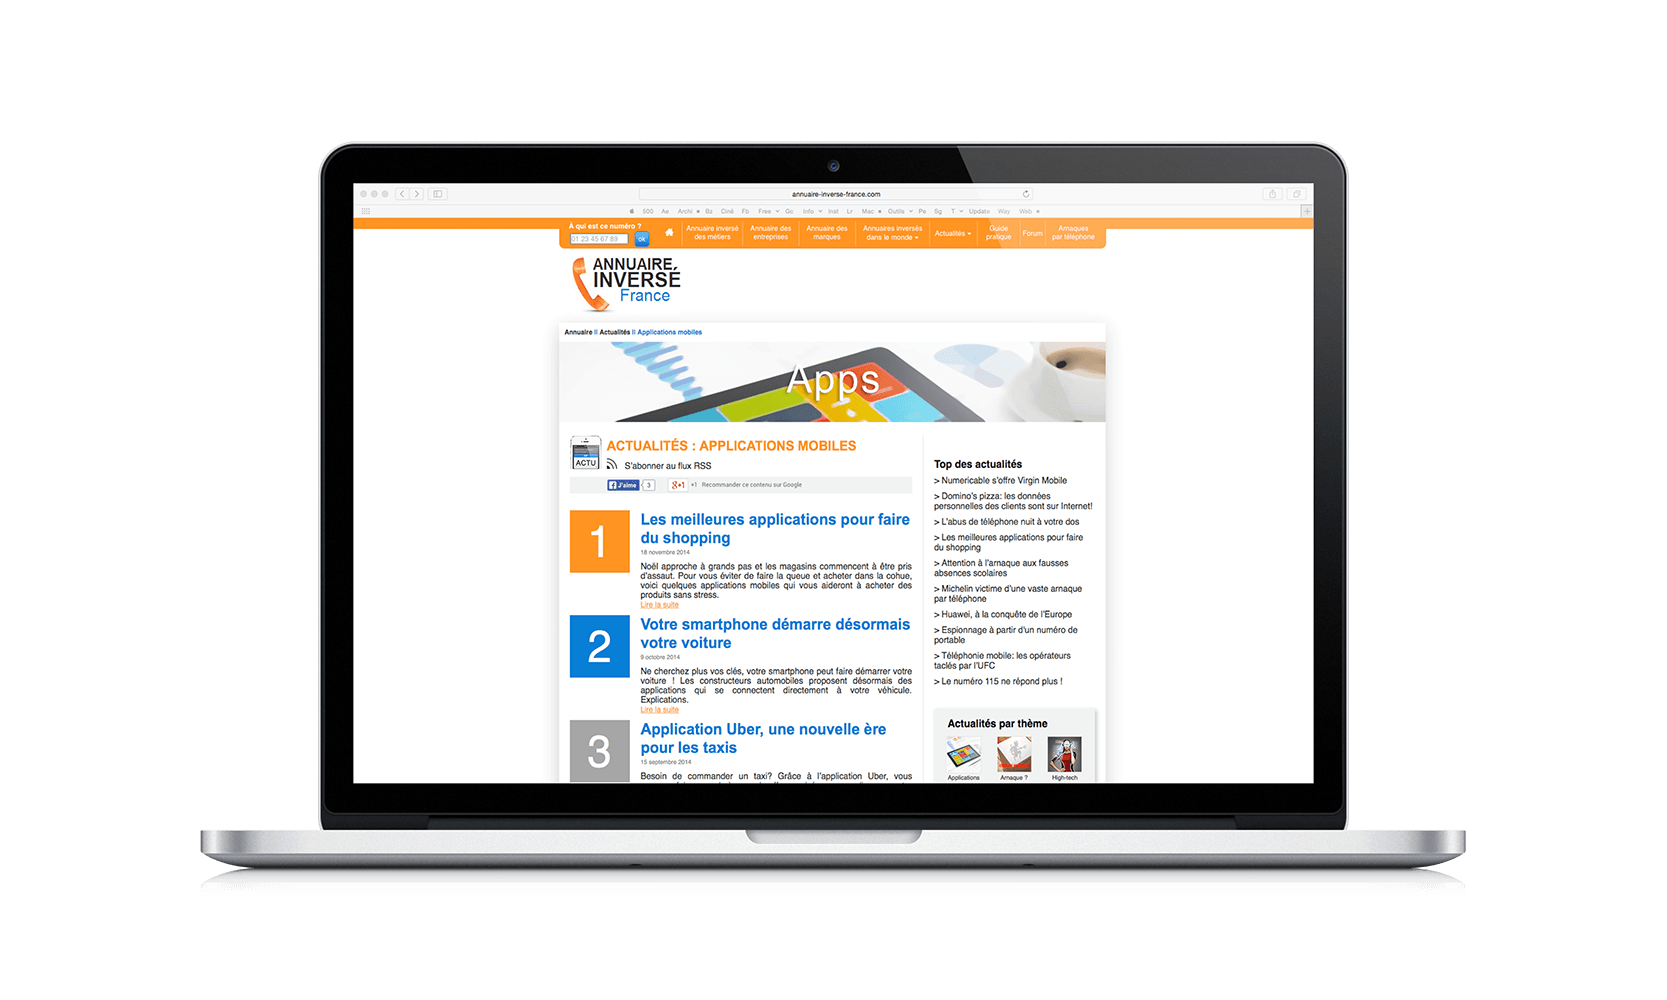 annuaire-inverse-france.com
500 Ae Archi Bz Ciné Fb Free Gc Info Inat Lr Mac Outils Pe Sg T Update Way Web
À qui est ce numéro ?
01 23 45 67 89 ok
Annuaire inversé
des métiers
Annuaire des
entreprises
Annuaire des
marques
Annuaires inversés
dans le monde
Actualités
Guide
pratique
Forum
Arnaques
par téléphone
ANNUAIRE
INVERSÉ
France
Annuaire II Actualités II Applications mobiles
Apps
ACTU
ACTUALITÉS : APPLICATIONS MOBILES
S'abonner au flux RSS
J'aime 3 g+1 +1 Recommander ce contenu sur Google
1
Les meilleures applications pour faire
du shopping
18 novembre 2014
Noël approche à grands pas et les magasins commencent à être pris
d'assaut. Pour vous éviter de faire la queue et acheter dans la cohue,
voici quelques applications mobiles qui vous aideront à acheter des
produits sans stress.
Lire la suite
2
Votre smartphone démarre désormais
votre voiture
9 octobre 2014
Ne cherchez plus vos clés, votre smartphone peut faire démarrer votre
voiture ! Les constructeurs automobiles proposent désormais des
applications qui se connectent directement à votre véhicule.
Explications.
Lire la suite
3
Application Uber, une nouvelle ère
pour les taxis
15 septembre 2014
Besoin de commander un taxi? Grâce à l'application Uber, vous
Top des actualités
> Numericable s'offre Virgin Mobile
> Domino's pizza: les données
personnelles des clients sont sur Internet!
> L'abus de téléphone nuit à votre dos
> Les meilleures applications pour faire
du shopping
> Attention à l'arnaque aux fausses
absences scolaires
> Michelin victime d'une vaste arnaque
par téléphone
> Huawei, à la conquête de l'Europe
> Espionnage à partir d'un numéro de
portable
> Téléphonie mobile: les opérateurs
taclés par l'UFC
> Le numéro 115 ne répond plus !
Actualités par thème
Applications
Arnaque ?
High-tech